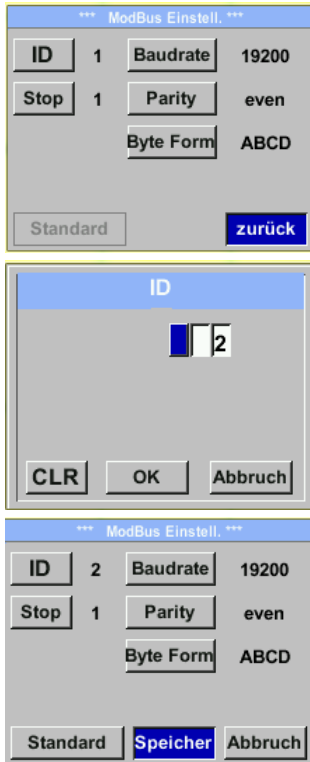 *** ModBus Einstell. ***
ID 1 Baudrate 19200
Stop 1 Parity even
Byte Form ABCD
Standard zurück
ID
2
CLR OK Abbruch
*** ModBus Einstell. ***
ID 2 Baudrate 19200
Stop 1 Parity even
Byte Form ABCD
Standard Speicher Abbruch